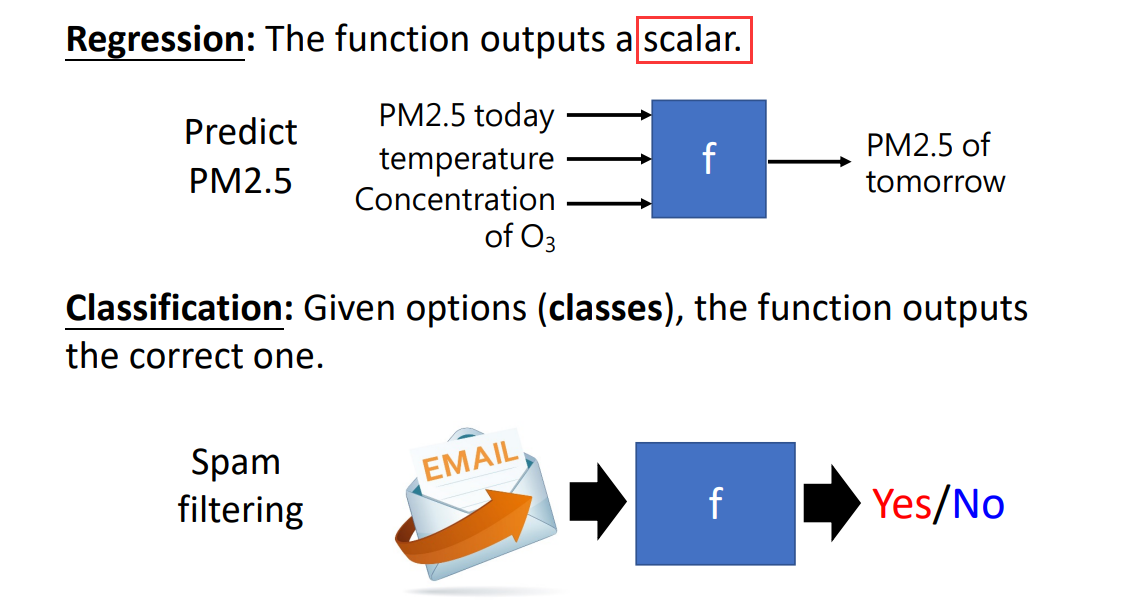 Regression: The function outputs a scalar.
Predict
PM2.5
PM2.5 today
temperature
Concentration
of O₃
f
PM2.5 of
tomorrow
Classification: Given options (classes), the function outputs
the correct one.
Spam
filtering
EMAIL
f
Yes/No